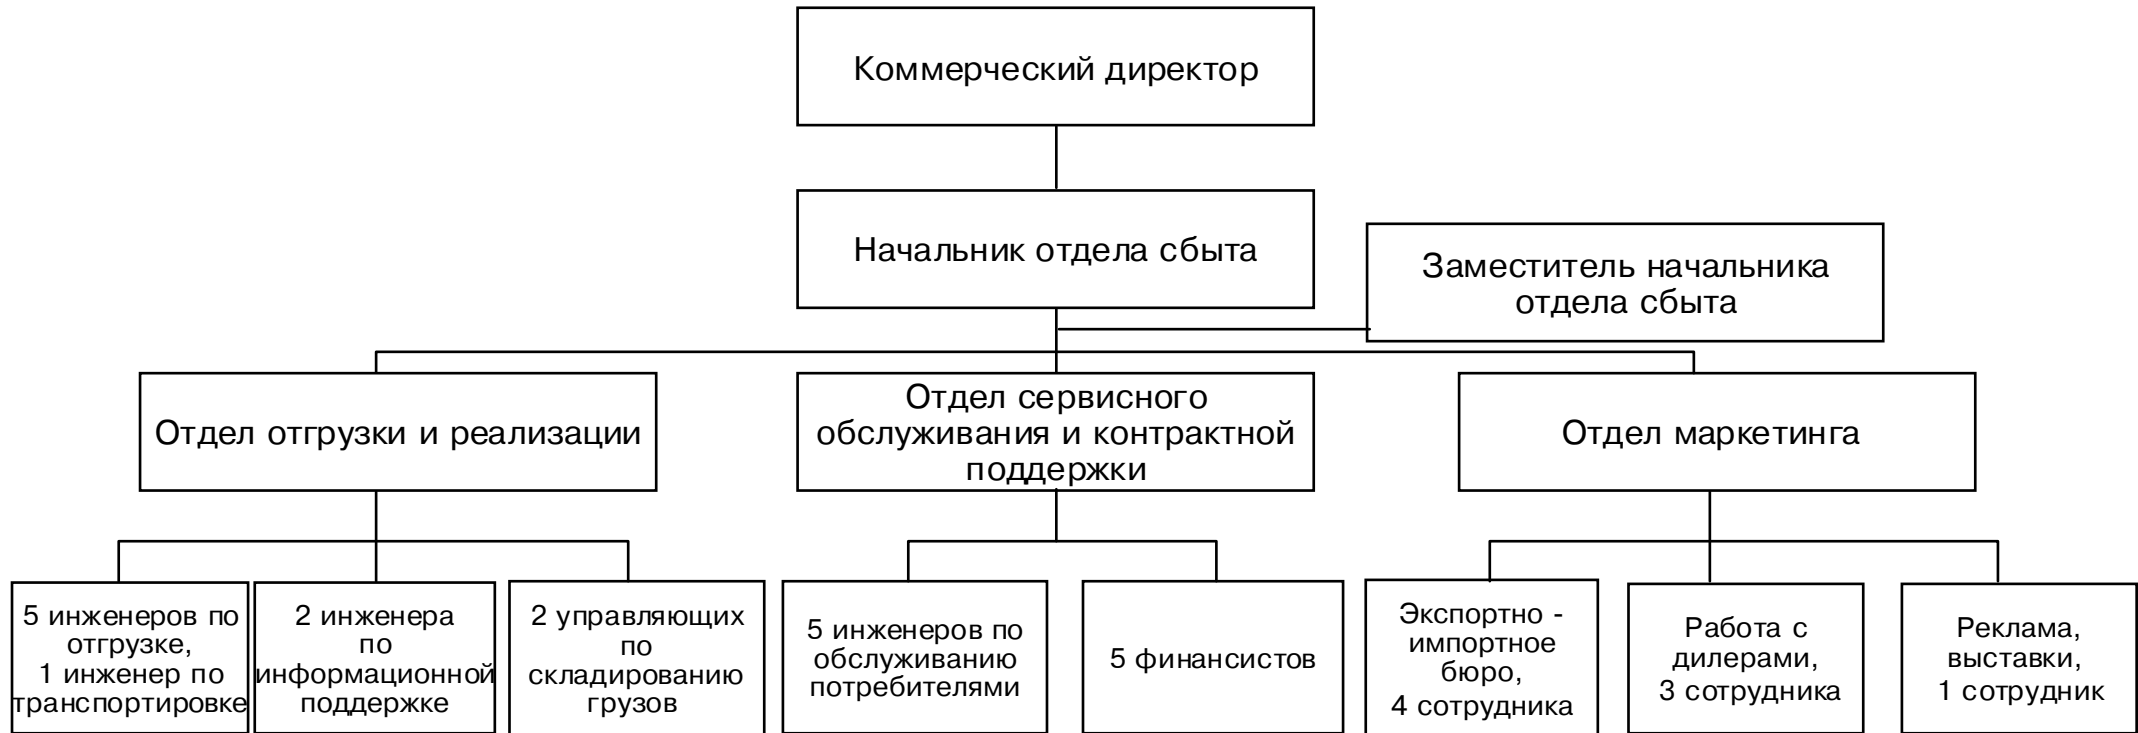 Коммерческий директор
Начальник отдела сбыта
Заместитель начальника
отдела сбыта
Отдел отгрузки и реализации
Отдел сервисного
обслуживания и контрактной
поддержки
Отдел маркетинга
5 инженеров по
отгрузке,
1 инженер по
транспортировке
2 инженера
по
информационной
поддержке
2 управляющих
по
складированию
грузов
5 инженеров по
обслуживанию
потребителями
5 финансистов
Экспортно -
импортное
бюро,
4 сотрудника
Работа с
дилерами,
3 сотрудника
Реклама,
выставки,
1 сотрудник